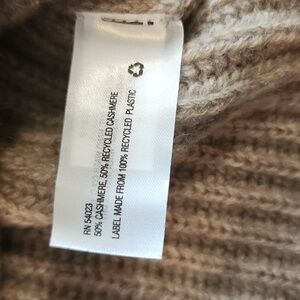 RN 54023
50% CASHMERE, 50% RECYCLED CASHMERE
LABEL MADE FROM 100% RECYCLED PLASTIC